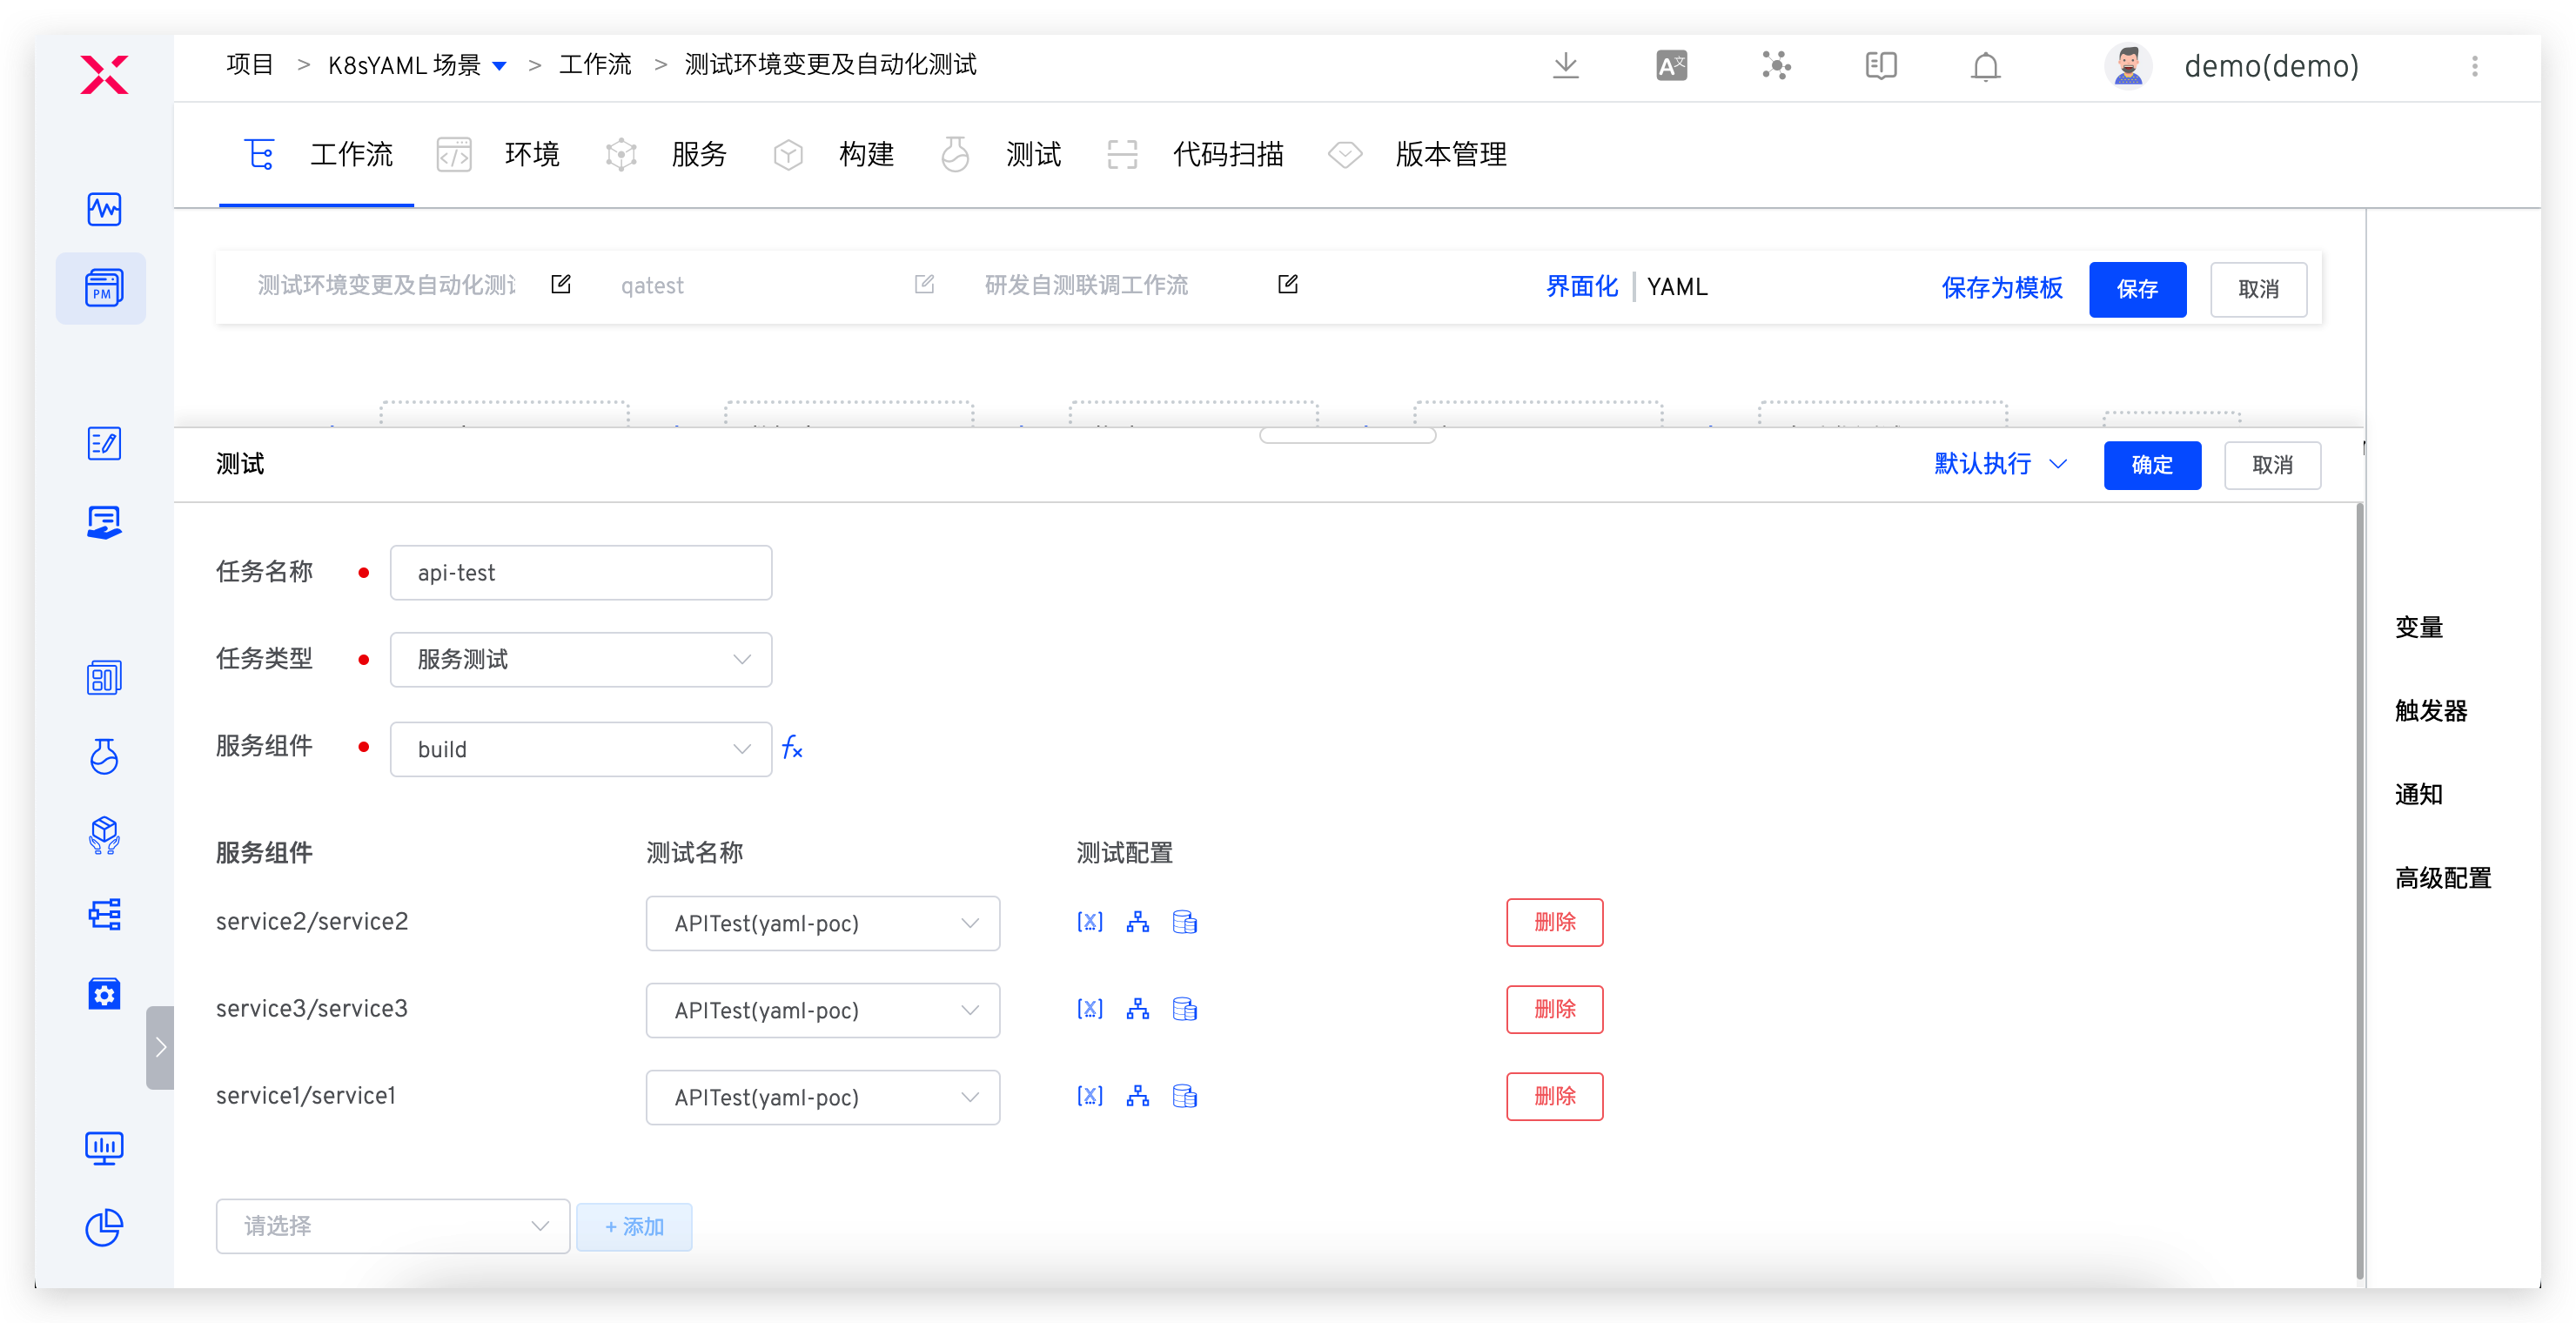 项目 > K8sYAML 场景 > 工作流 > 测试环境变更及自动化测试
demo(demo)
工作流 环境 服务 构建 测试 代码扫描 版本管理
PM
测试环境变更及自动化测 qatest 研发自测联调工作流 界面化 | YAML 保存为模板 保存 取消
测试 默认执行 确定 取消
任务名称 api-test
任务类型 服务测试
服务组件 build fx
变量
触发器
通知
高级配置
服务组件 测试名称 测试配置
service2/service2 APITest(yaml-poc) 删除
service3/service3 APITest(yaml-poc) 删除
service1/service1 APITest(yaml-poc) 删除
请选择 + 添加